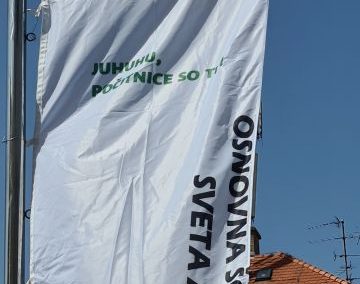 JUHUHU,
POČITNICE SO
OSNOVNA
SVETA